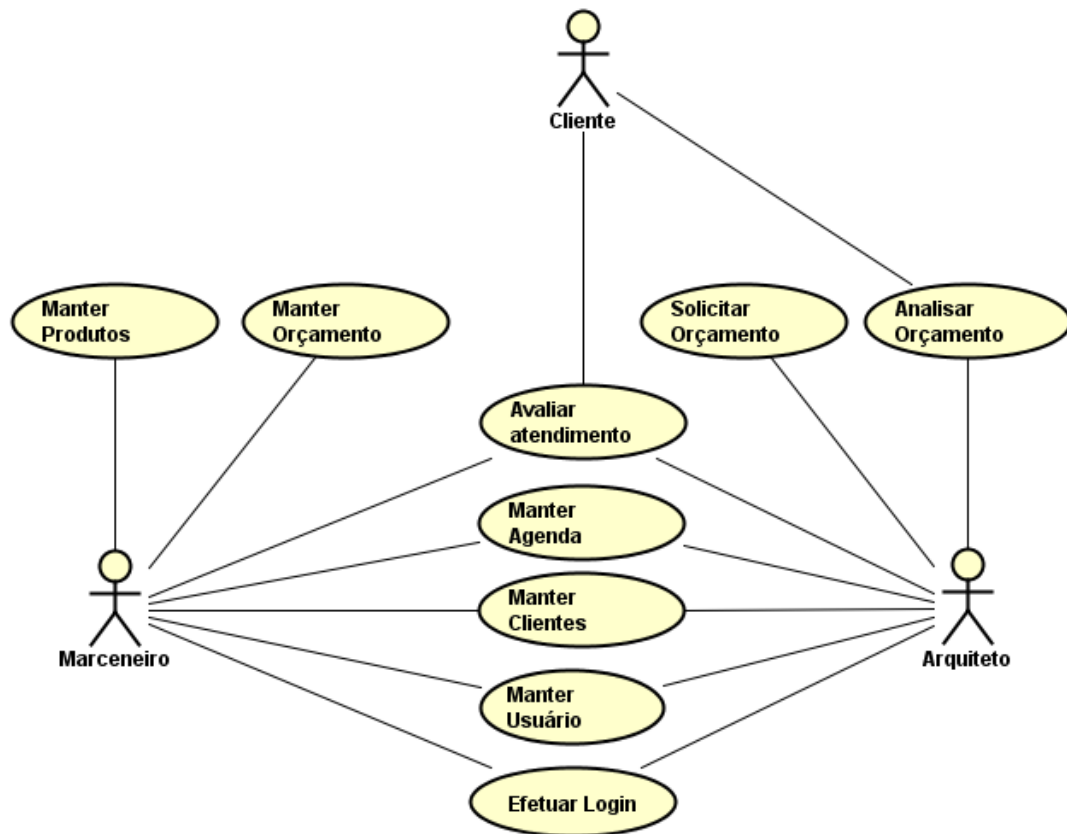 Cliente
Manter
Produtos
Manter
Orçamento
Solicitar
Orçamento
Analisar
Orçamento
Avaliar
atendimento
Manter
Agenda
Manter
Clientes
Marceneiro
Arquiteto
Manter
Usuário
Efetuar Login